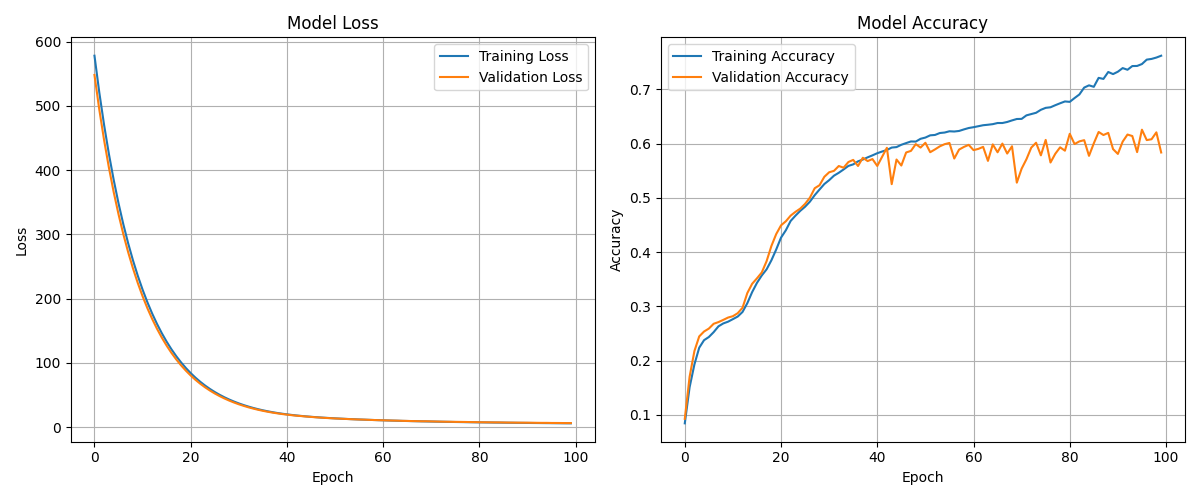 Model Loss
600
500
400
300
200
100
0
Loss
0 20 40 60 80 100
Epoch
Training Loss
Validation Loss
Model Accuracy
0.7
0.6
0.5
0.4
0.3
0.2
0.1
Accuracy
0 20 40 60 80 100
Epoch
Training Accuracy
Validation Accuracy